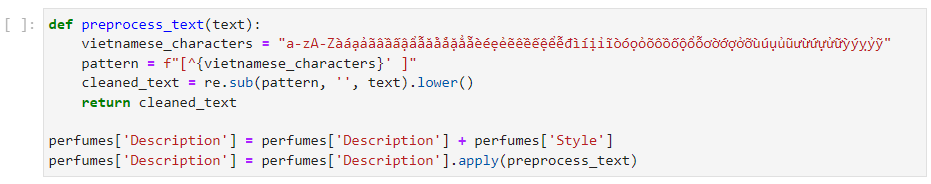 [ ]: def preprocess_text(text):
    vietnamese_characters = "a-zA-Zàáạảãâầấậẩẫăằắặẳẵèéẹẻẽêềếệểễđìíịỉĩòóọỏõôồốộổỗơờớợởỡùúụủũưừứựửữỳýỵỷỹ"
    pattern = f"[^{vietnamese_characters}' ]"
    cleaned_text = re.sub(pattern, '', text).lower()
    return cleaned_text

perfumes['Description'] = perfumes['Description'] + perfumes['Style']
perfumes['Description'] = perfumes['Description'].apply(preprocess_text)